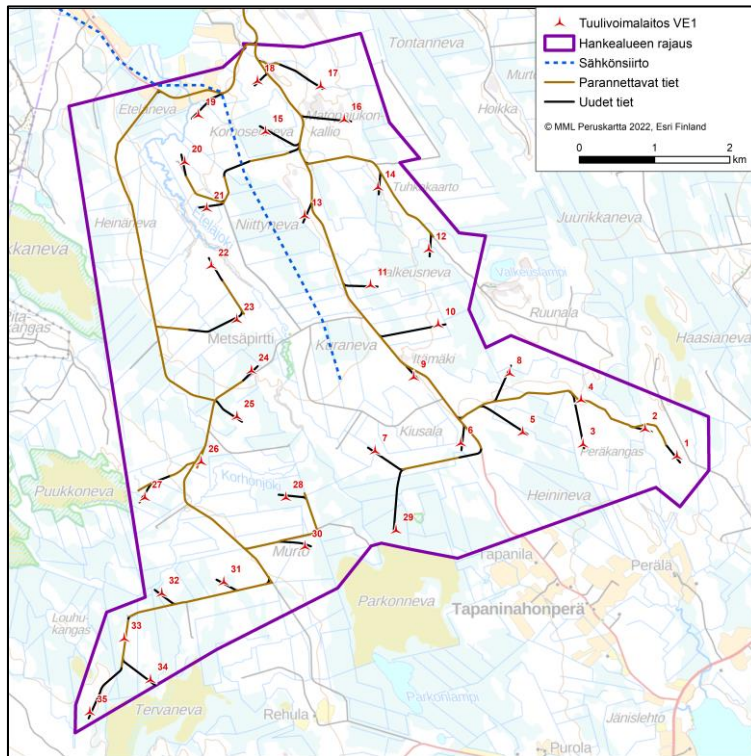 Tuulivoimalaitos VE1
Hankealueen rajaus
Sähkönsiirto
Parannettavat tiet
Uudet tiet
© MML Peruskartta 2022, Esri Finland
0 1 2
km
Tontanneva
Hoikka
Eteläneva
18
17
19
15
16
kallio
20
14
Tuhkakaarto
21
13
Juurikkaneva
Heinäneva
Niittyneva
12
22
11
10
Ruunala
Haasianeva
23
Metsäpirtti
Karaneva
Itämäki
24
9
8
4
25
7
Kiusala
6
5
3
2
1
Peräkangas
26
Korhonjoki
Puukkoneva
27
28
Heinineva
29
30
Murto
Tapanila
Perälä
32
31
Parkonneva
Tapaninahonperä
33
34
35
Tervaneva
Rehula
Parkonlampi
Jänislehto
Purola